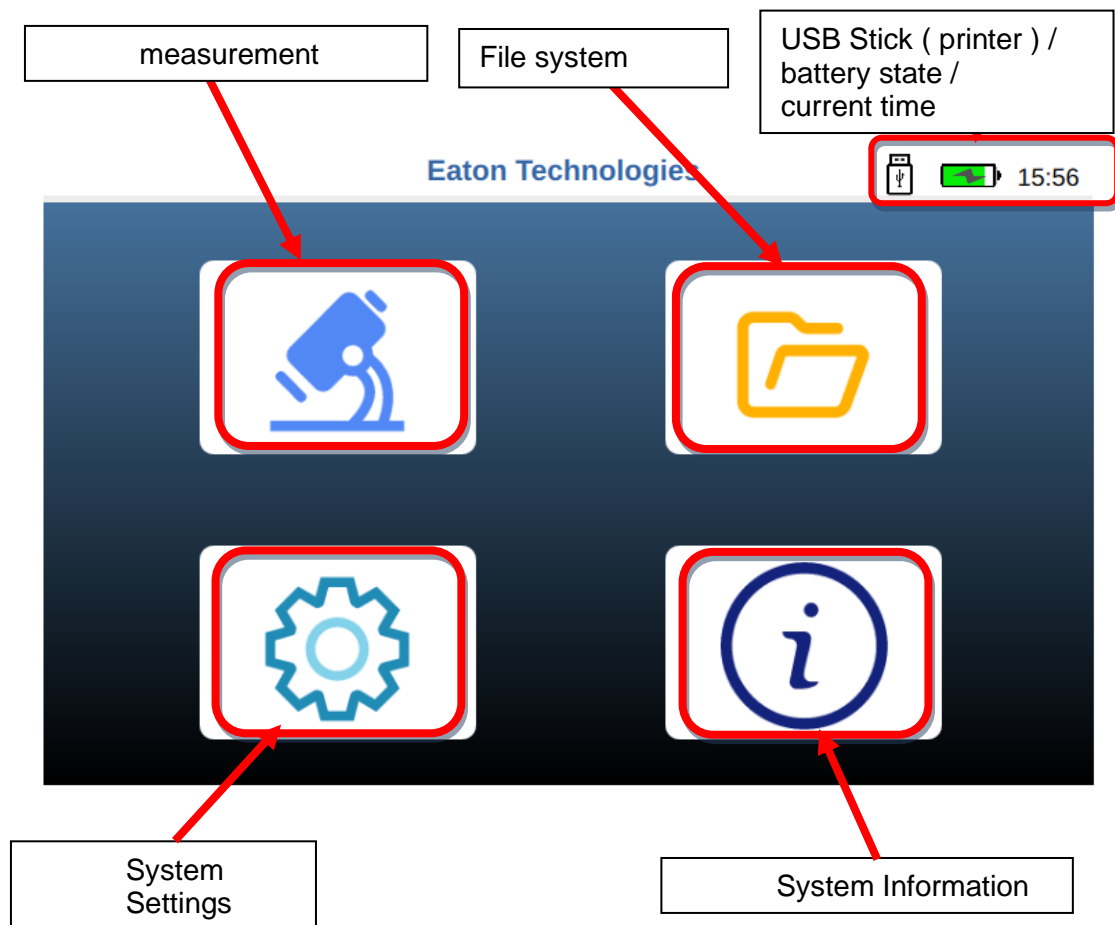 measurement
File system
USB Stick ( printer ) /
battery state /
current time
Eaton Technologies
15:56
i
System
Settings
System Information